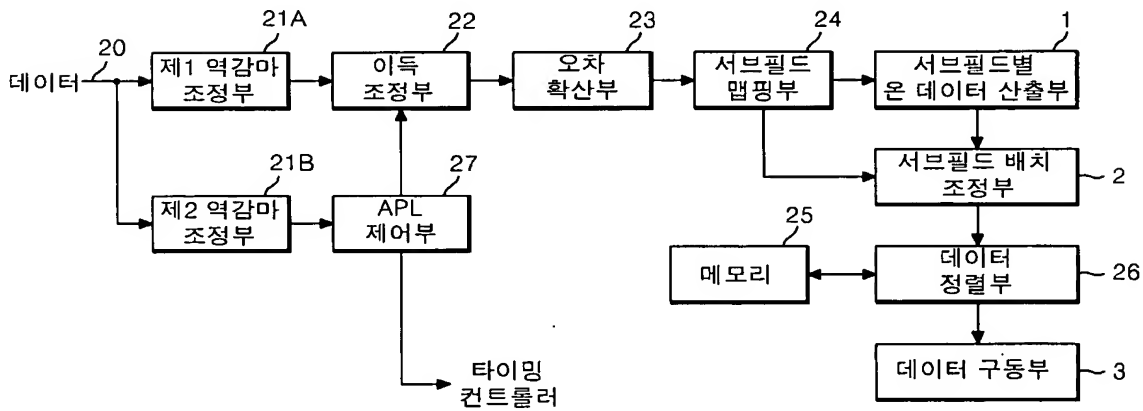 21A
22
23
24
1
20
데이터
제1 역감마
조정부
이득
조정부
오차
확산부
서브필드
맵핑부
서브필드별
온 데이터 산출부
21B
27
제2 역감마
조정부
APL
제어부
서브필드 배치
조정부
2
25
메모리
데이터
정렬부
26
타이밍
컨트롤러
데이터 구동부
3